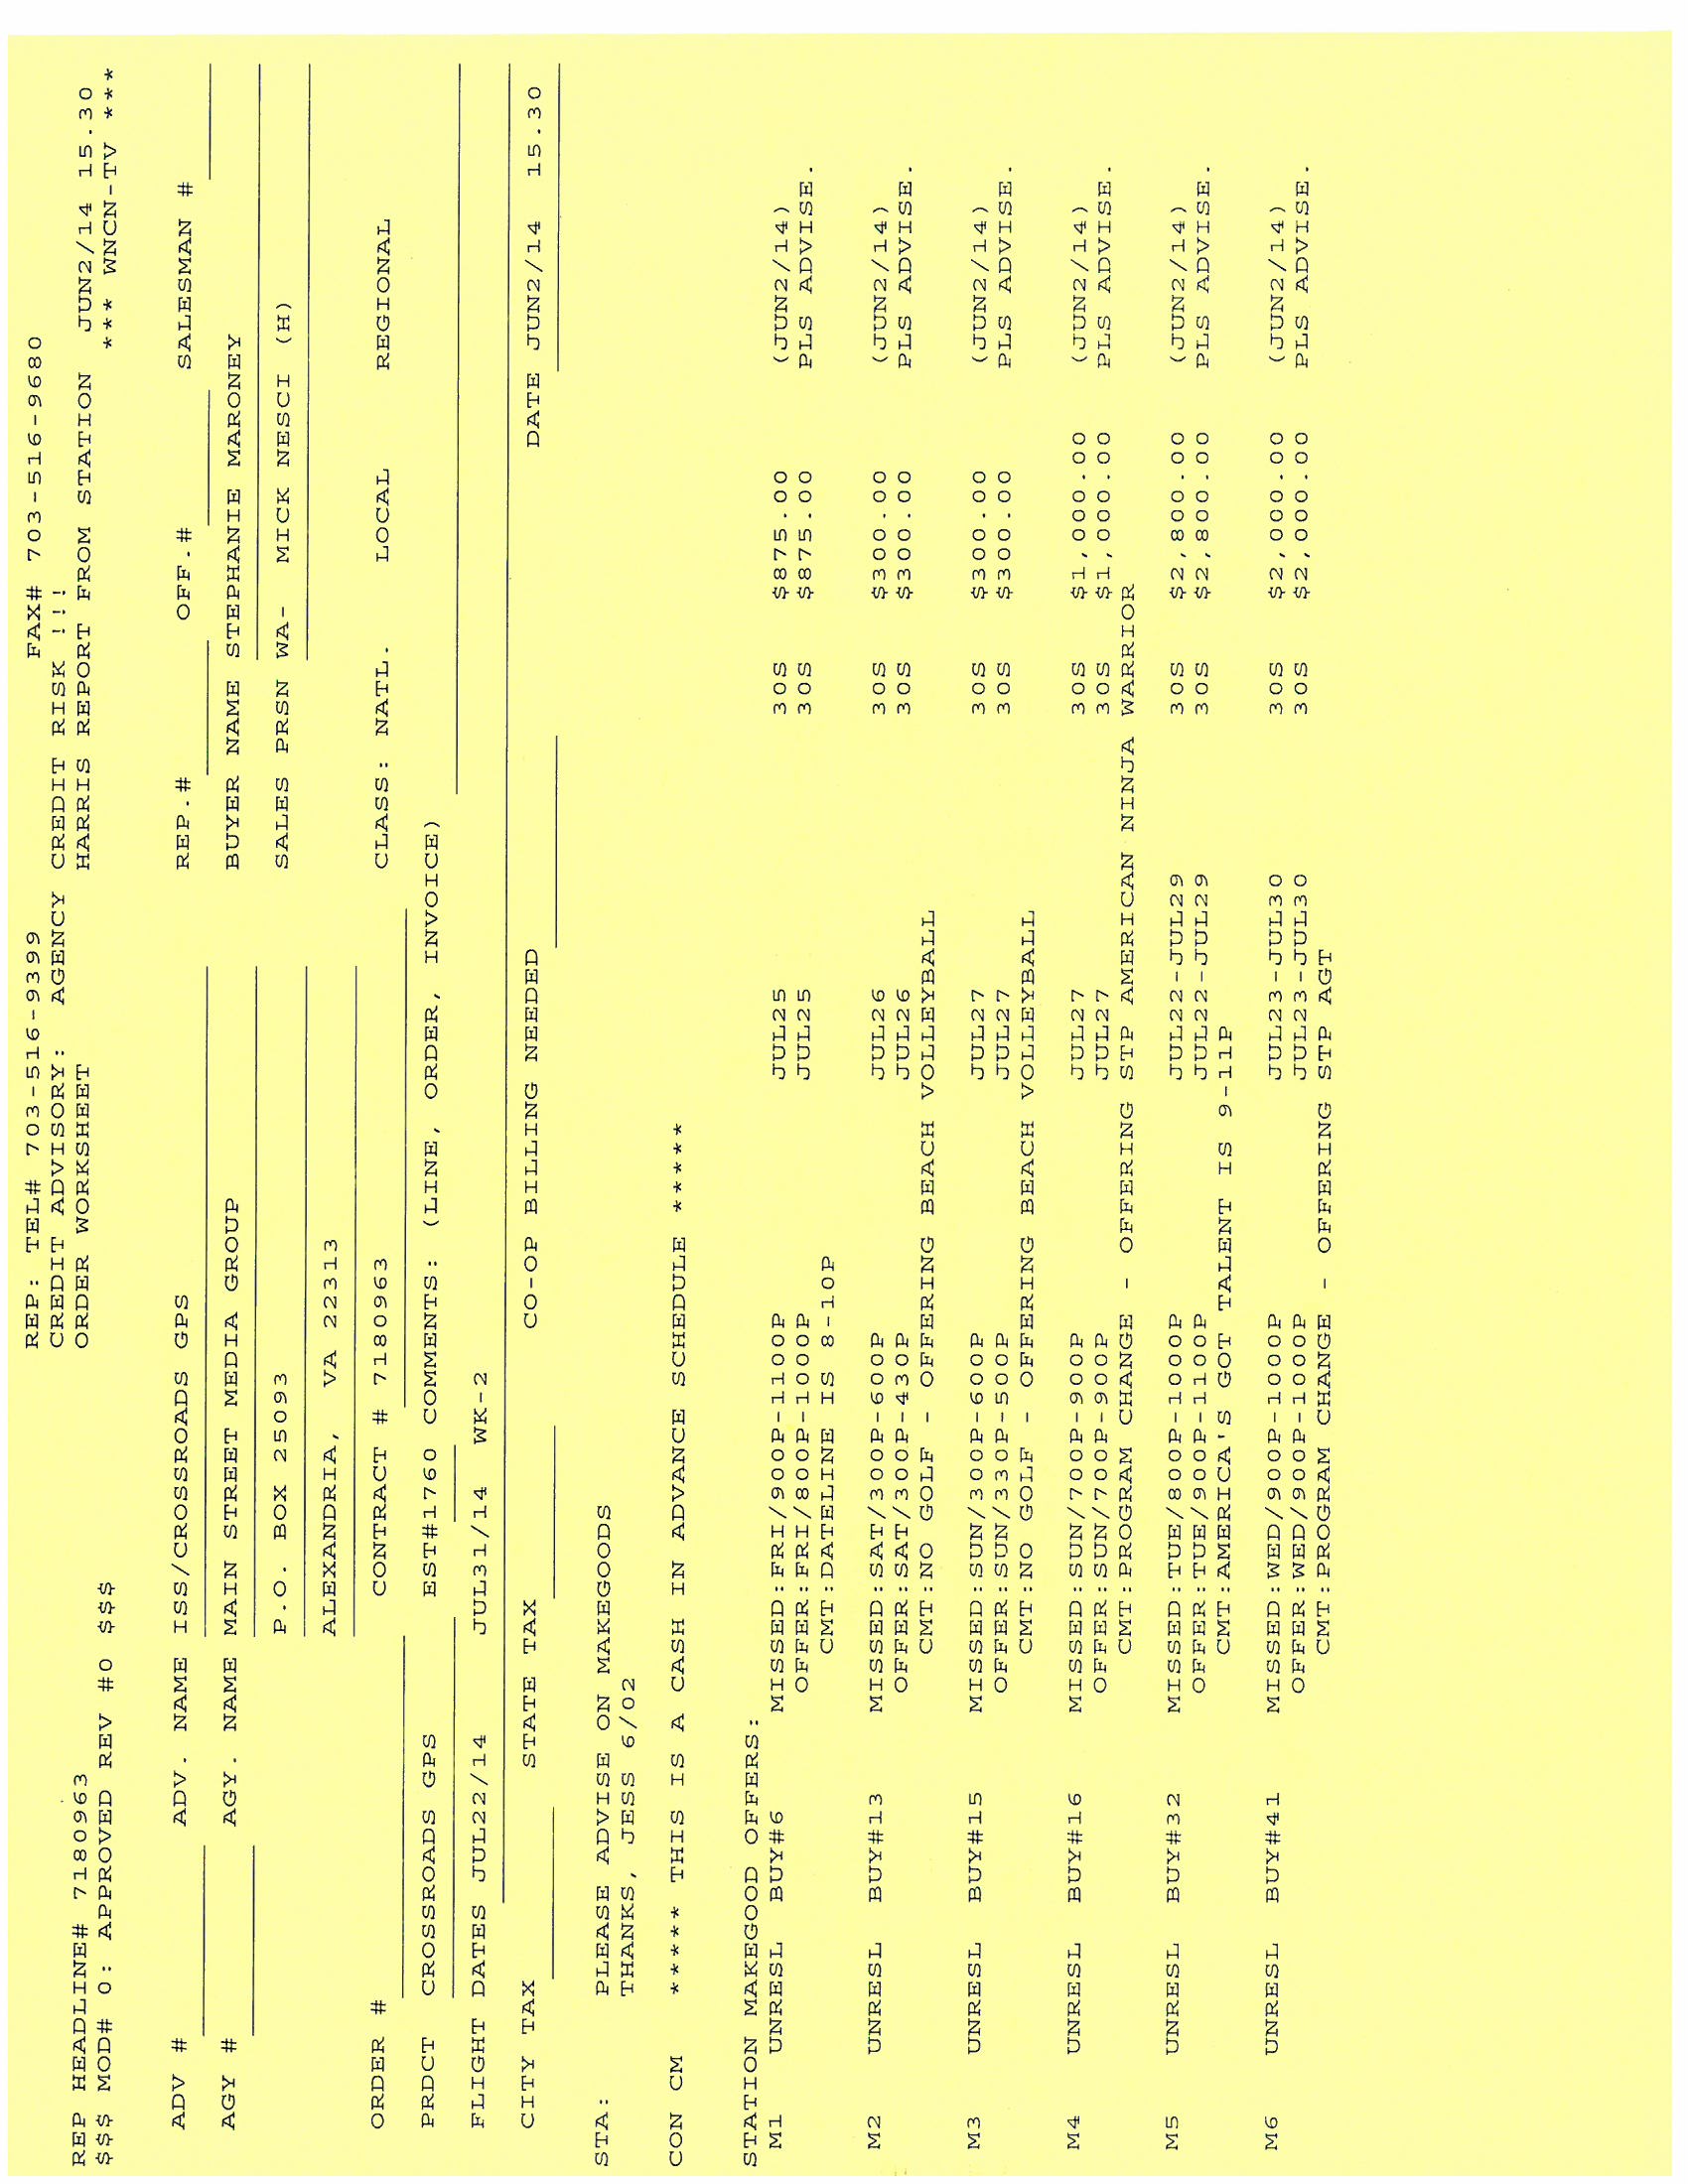 REP: TEL# 703-516-9399 FAX# 703-516-9680
CREDIT ADVISORY: AGENCY CREDIT RISK !!!
REP HEADLINE# 7180963 ORDER WORKSHEET HARRIS REPORT FROM STATION JUN2/14 15.30
$$$ MOD# 0: APPROVED REV #0 $$$ *** WNCN-TV ***
ADV # ADV. NAME ISS/CROSSROADS GPS REP.# OFF.# SALESMAN #
AGY # AGY. NAME MAIN STREET MEDIA GROUP BUYER NAME STEPHANIE MARONEY
P.O. BOX 25093 SALES PRSN WA- MICK NESCI (H)
ALEXANDRIA, VA 22313
ORDER # CONTRACT # 7180963 CLASS: NATL. LOCAL REGIONAL
PRDCT CROSSROADS GPS EST#1760 COMMENTS: (LINE, ORDER, INVOICE)
FLIGHT DATES JUL22/14 JUL31/14 WK-2
CITY TAX STATE TAX CO-OP BILLING NEEDED DATE JUN2/14 15.30
STA: PLEASE ADVISE ON MAKEGOODS
THANKS, JESS 6/02
CON CM ***** THIS IS A CASH IN ADVANCE SCHEDULE *****
STATION MAKEGOOD OFFERS:
M1 UNRESL BUY#6 MISSED:FRI/900P-1100P JUL25 30S $875.00 (JUN2/14)
OFFER:FRI/800P-1000P JUL25 30S $875.00 PLS ADVISE.
CMT:DATELINE IS 8-10P
M2 UNRESL BUY#13 MISSED:SAT/300P-600P JUL26 30S $300.00 (JUN2/14)
OFFER:SAT/300P-430P JUL26 30S $300.00 PLS ADVISE.
CMT:NO GOLF - OFFERING BEACH VOLLEYBALL
M3 UNRESL BUY#15 MISSED:SUN/300P-600P JUL27 30S $300.00 (JUN2/14)
OFFER:SUN/330P-500P JUL27 30S $300.00 PLS ADVISE.
CMT:NO GOLF - OFFERING BEACH VOLLEYBALL
M4 UNRESL BUY#16 MISSED:SUN/700P-900P JUL27 30S $1,000.00 (JUN2/14)
OFFER:SUN/700P-900P JUL27 30S $1,000.00 PLS ADVISE.
CMT:PROGRAM CHANGE - OFFERING STP AMERICAN NINJA WARRIOR
M5 UNRESL BUY#32 MISSED:TUE/800P-1000P JUL22-JUL29 30S $2,800.00 (JUN2/14)
OFFER:TUE/900P-1100P JUL22-JUL29 30S $2,800.00 PLS ADVISE.
CMT:AMERICA'S GOT TALENT IS 9-11P
M6 UNRESL BUY#41 MISSED:WED/900P-1000P JUL23-JUL30 30S $2,000.00 (JUN2/14)
OFFER:WED/900P-1000P JUL23-JUL30 30S $2,000.00 PLS ADVISE.
CMT:PROGRAM CHANGE - OFFERING STP AGT